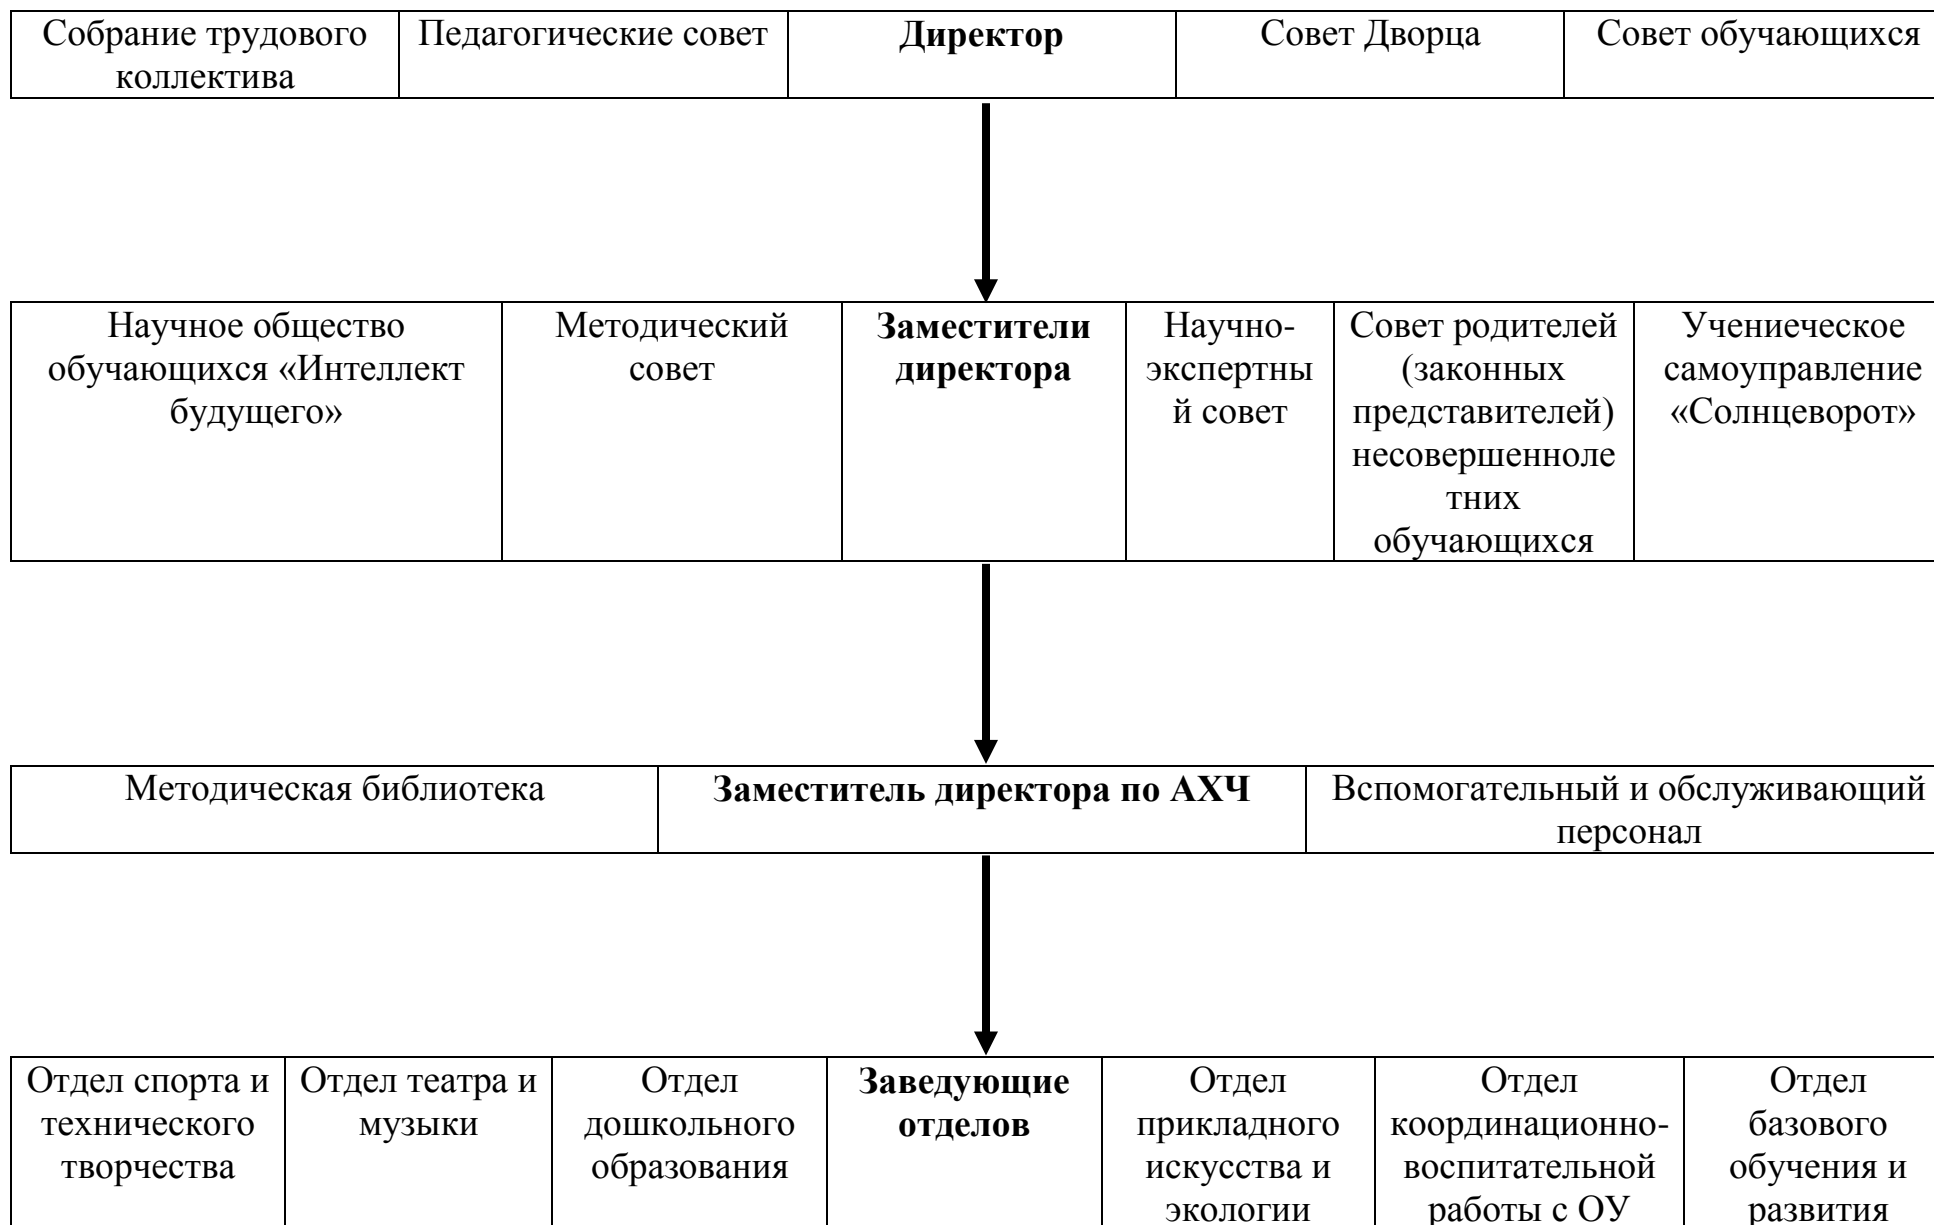 Собрание трудового
коллектива
Педагогические совет
Директор
Совет Дворца
Совет обучающихся
Научное общество
обучающихся «Интеллект
будущего»
Методический
совет
Заместители
директора
Научно-
экспертны
й совет
Совет родителей
(законных
представителей)
несовершенноле
тних
обучающихся
Учениеческое
самоуправление
«Солнцеворот»
Методическая библиотека
Заместитель директора по АХЧ
Вспомогательный и обслуживающий
персонал
Отдел спорта и
технического
творчества
Отдел театра и
музыки
Отдел
дошкольного
образования
Заведующие
отделов
Отдел
прикладного
искусства и
экологии
Отдел
координационно-
воспитательной
работы с ОУ
Отдел
базового
обучения и
развития